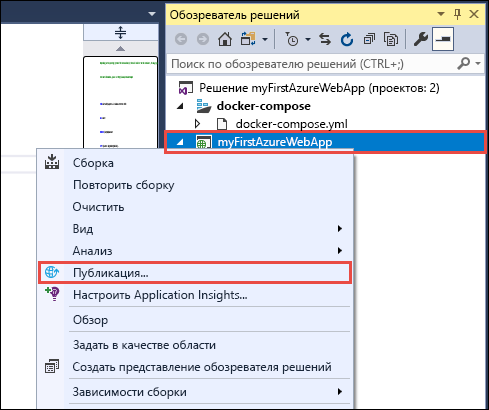 Обозреватель решений
Поиск по обозревателю решений (CTRL+;)
Решение myFirstAzureWebApp (проектов: 2)
docker-compose
docker-compose.yml
myFirstAzureWebApp
Сборка
Повторить сборку
Очистить
Вид
Анализ
Публикация...
Настроить Application Insights...
Обзор
Задать в качестве области
Создать представление обозревателя решений
Зависимости сборки